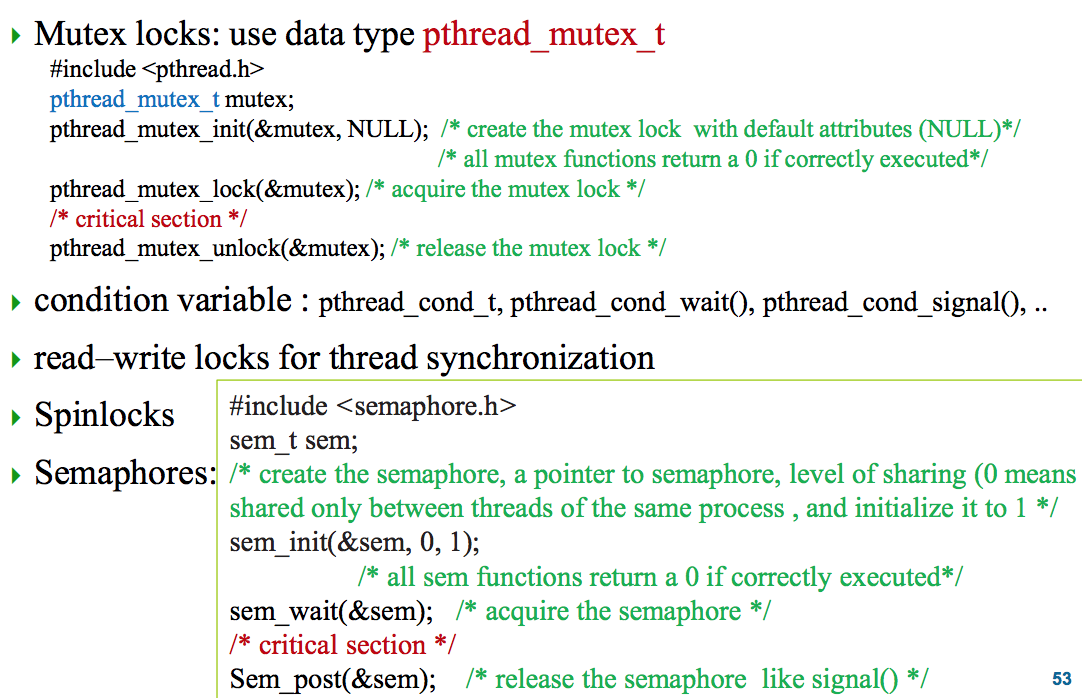 Mutex locks: use data type pthread_mutex_t
#include <pthread.h>
pthread_mutex_t mutex;
pthread_mutex_init(&mutex, NULL); /* create the mutex lock with default attributes (NULL)*/
/* all mutex functions return a 0 if correctly executed*/
pthread_mutex_lock(&mutex); /* acquire the mutex lock */
/* critical section */
pthread_mutex_unlock(&mutex); /* release the mutex lock */
condition variable : pthread_cond_t, pthread_cond_wait(), pthread_cond_signal(), ..
read–write locks for thread synchronization
Spinlocks
Semaphores:
#include <semaphore.h>
sem_t sem;
/* create the semaphore, a pointer to semaphore, level of sharing (0 means
shared only between threads of the same process , and initialize it to 1 */
sem_init(&sem, 0, 1);
/* all sem functions return a 0 if correctly executed*/
sem_wait(&sem); /* acquire the semaphore */
/* critical section */
Sem_post(&sem); /* release the semaphore like signal() */
53